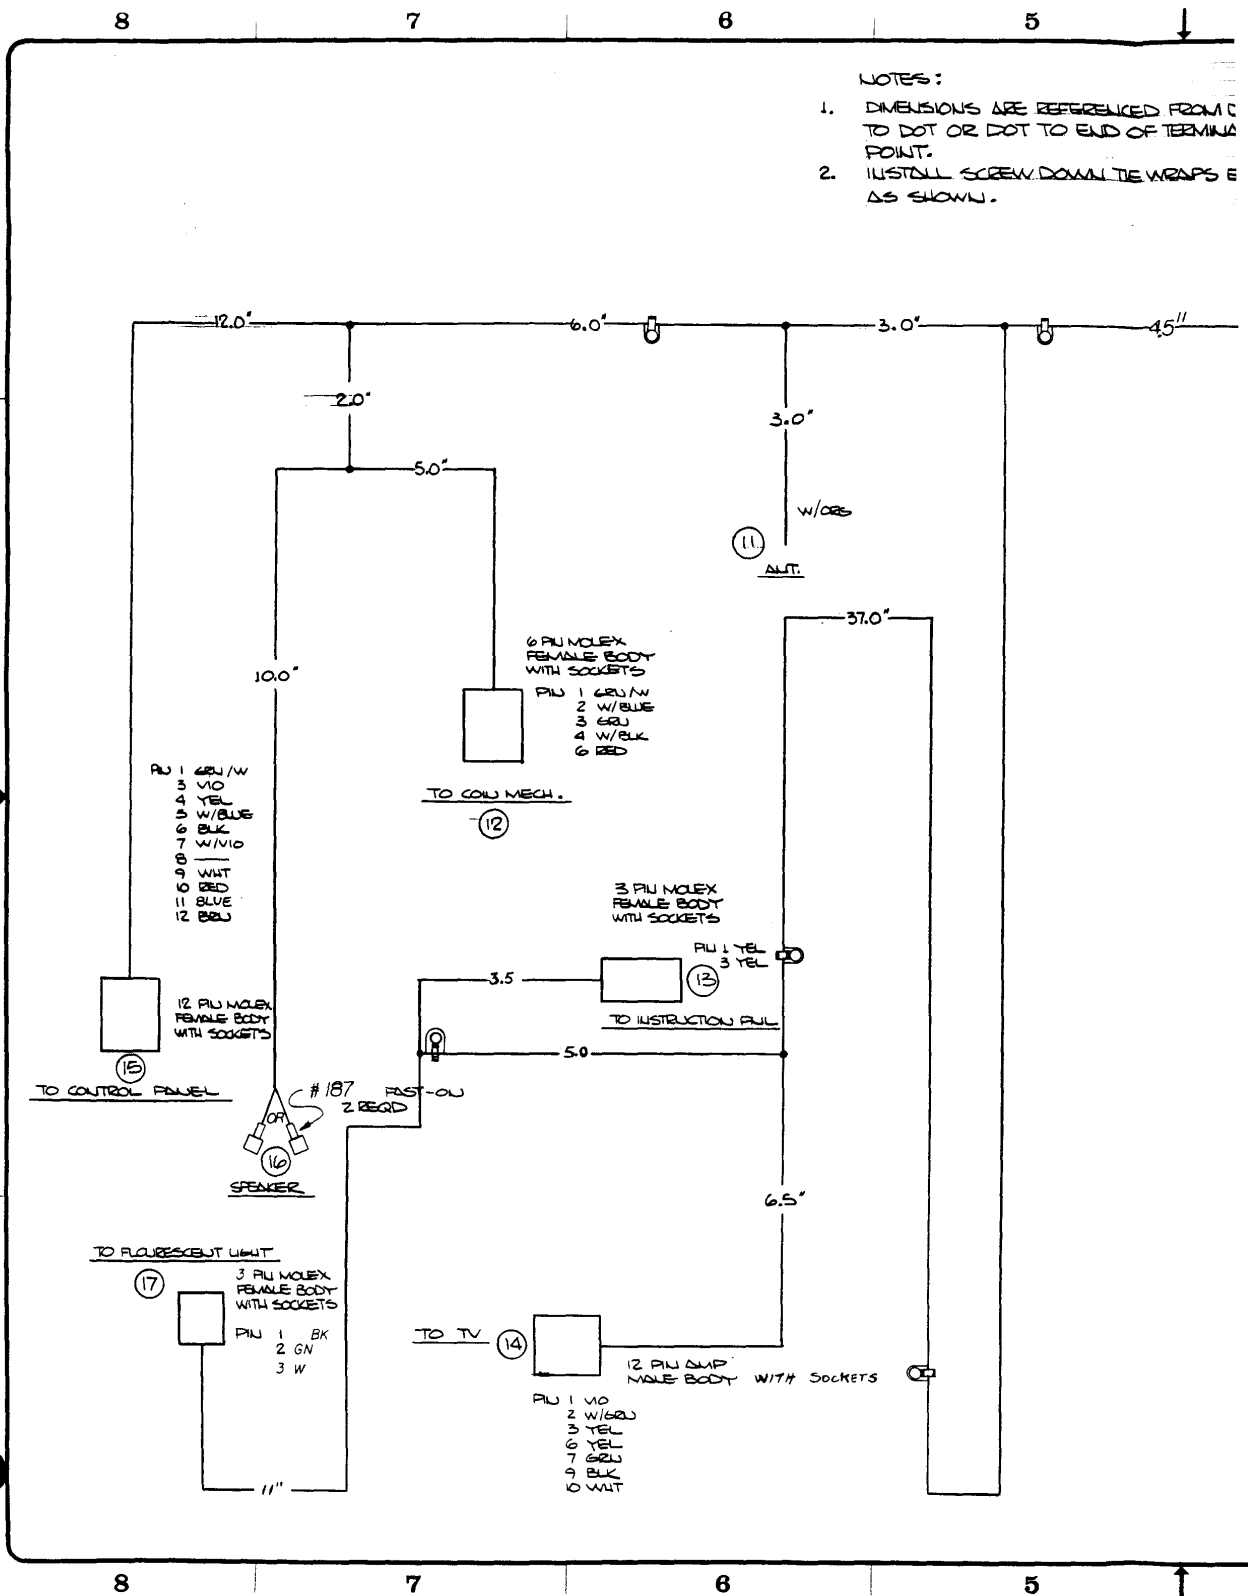 8 7 6 5
NOTES:
1. DIMENSIONS ARE REFERENCED FROM
TO DOT OR DOT TO END OF TERMINA
POINT.
2. INSTALL SCREW DOWN TIE WRAPS
AS SHOWN.
12.0" 6.0" 3.0" 4.5"
2.0"
3.0"
5.0"
W/ORG
11
ANT.
37.0"
6 PIN MOLEX
FEMALE BODY
WITH SOCKETS
PIN 1 GRN/W
2 W/BLUE
3 GRN
4 W/BLK
6 RED
10.0"
TO COIN MECH.
12
PIN 1 GRN/W
3 VIO
4 YEL
5 W/BLUE
6 BLK
7 W/VIO
8 —
9 WHT
10 RED
11 BLUE
12 BRN
3 PIN MOLEX
FEMALE BODY
WITH SOCKETS
PIN 1 YEL
3 YEL
13
3.5
TO INSTRUCTION PNL
12 PIN MOLEX
FEMALE BODY
WITH SOCKETS
15
TO CONTROL PANEL
5.0
#187 FAST-ON
2 REQD
OR
16
SPEAKER
6.5"
TO FLOURESCENT LIGHT
17
3 PIN MOLEX
FEMALE BODY
WITH SOCKETS
PIN 1 BK
2 GN
3 W
11"
TO TV 14
12 PIN AMP
MALE BODY WITH SOCKETS
PIN 1 VIO
2 W/GRN
3 YEL
6 YEL
7 GRN
9 BLK
10 WHT
8 7 6 5